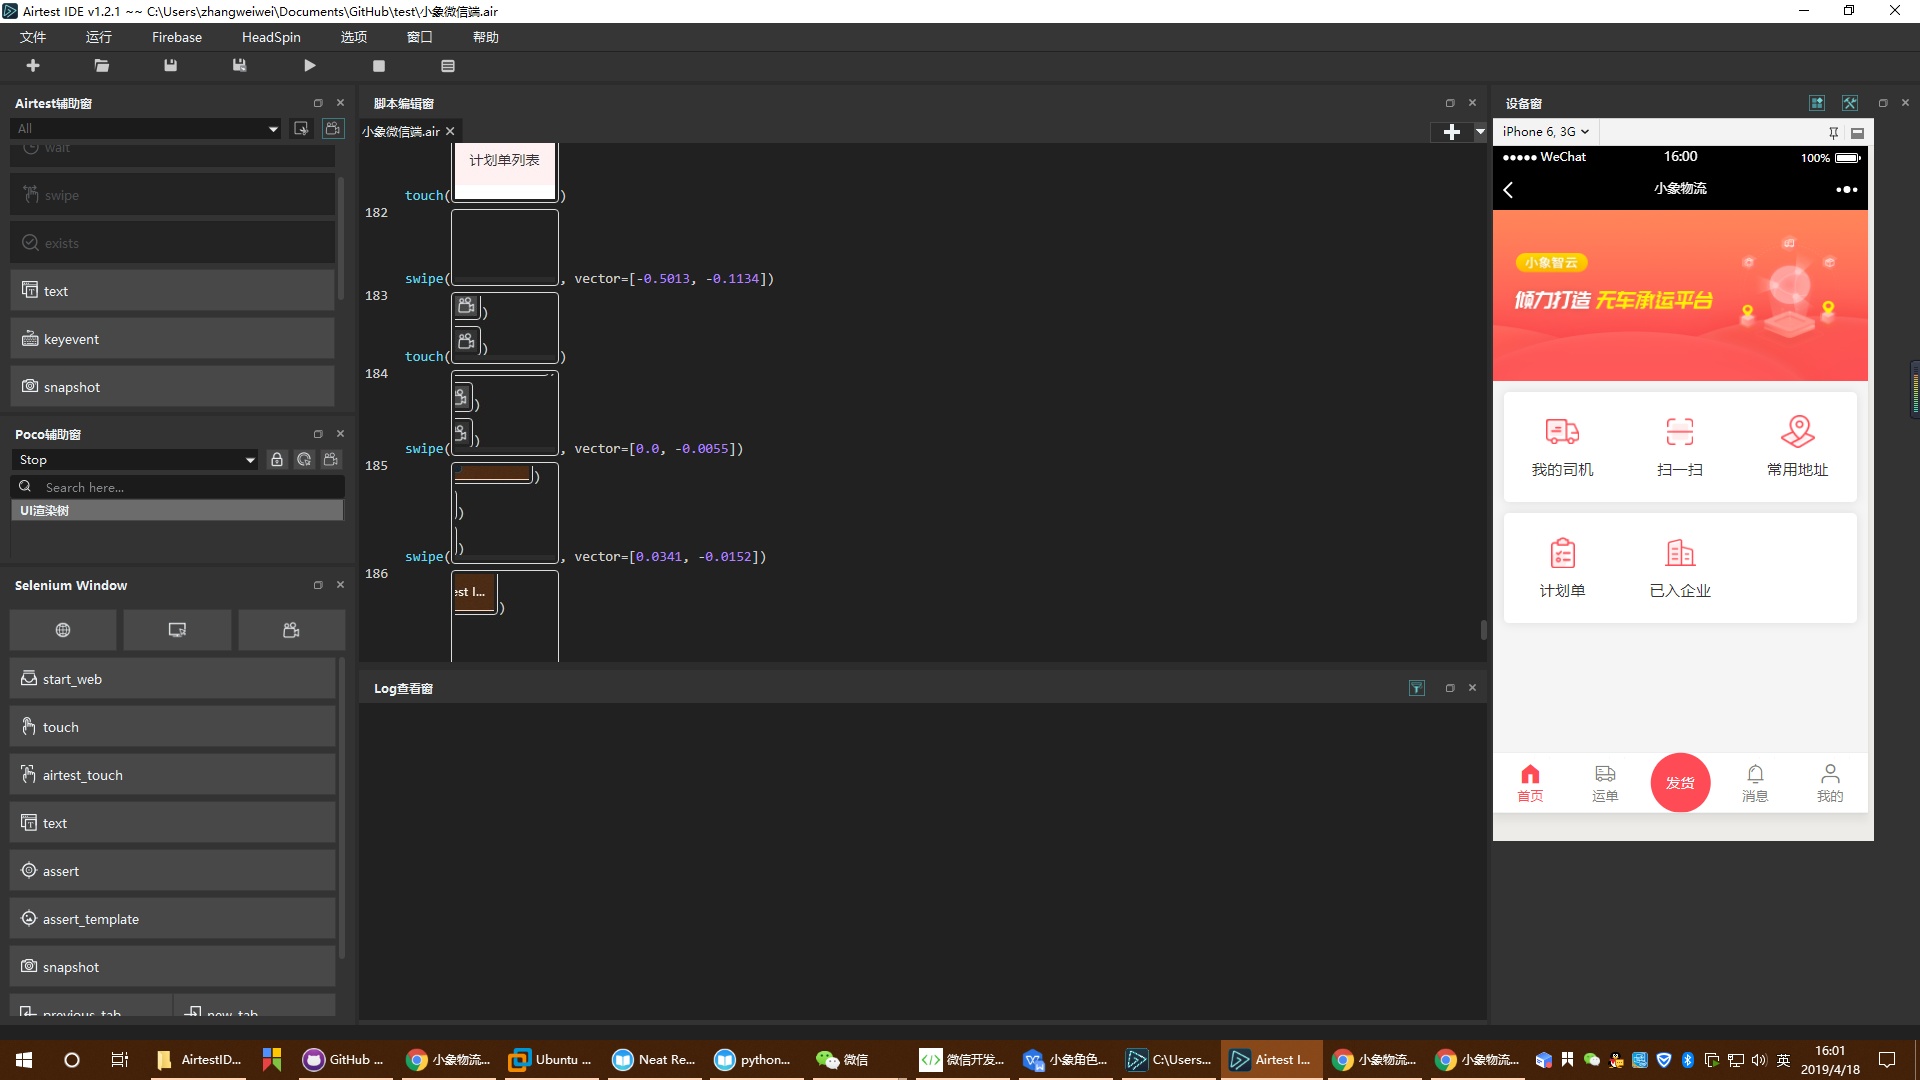 Airtest IDE v1.2.1 ~~ C:\Users\zhangweiwei\Documents\GitHub\test\小象微信端.air
文件 运行 Firebase HeadSpin 选项 窗口 帮助
Airtest辅助窗
All
wait
swipe
exists
text
keyevent
snapshot
Poco辅助窗
Stop
Search here...
UI渲染树
Selenium Window
start_web
touch
airtest_touch
text
assert
assert_template
snapshot
previous_tab new_tab
脚本编辑窗
小象微信端.air
计划单列表
touch( )
182
swipe( , vector=[-0.5013, -0.1134])
183
)
)
touch( )
184
)
)
swipe( , vector=[0.0, -0.0055])
185
)
)
)
swipe( , vector=[0.0341, -0.0152])
186
est I... )
Log查看窗
设备窗
iPhone 6, 3G
WeChat 16:00 100%
小象物流
小象智云
倾力打造 无车承运平台
我的司机 扫一扫 常用地址
计划单 已入企业
首页 运单 发货 消息 我的
AirtestID... GitHub ... 小象物流... Ubuntu ... Neat Re... python... 微信 微信开发... 小象角色... C:\Users... Airtest I... 小象物流... 小象物流... 英 16:01
2019/4/18